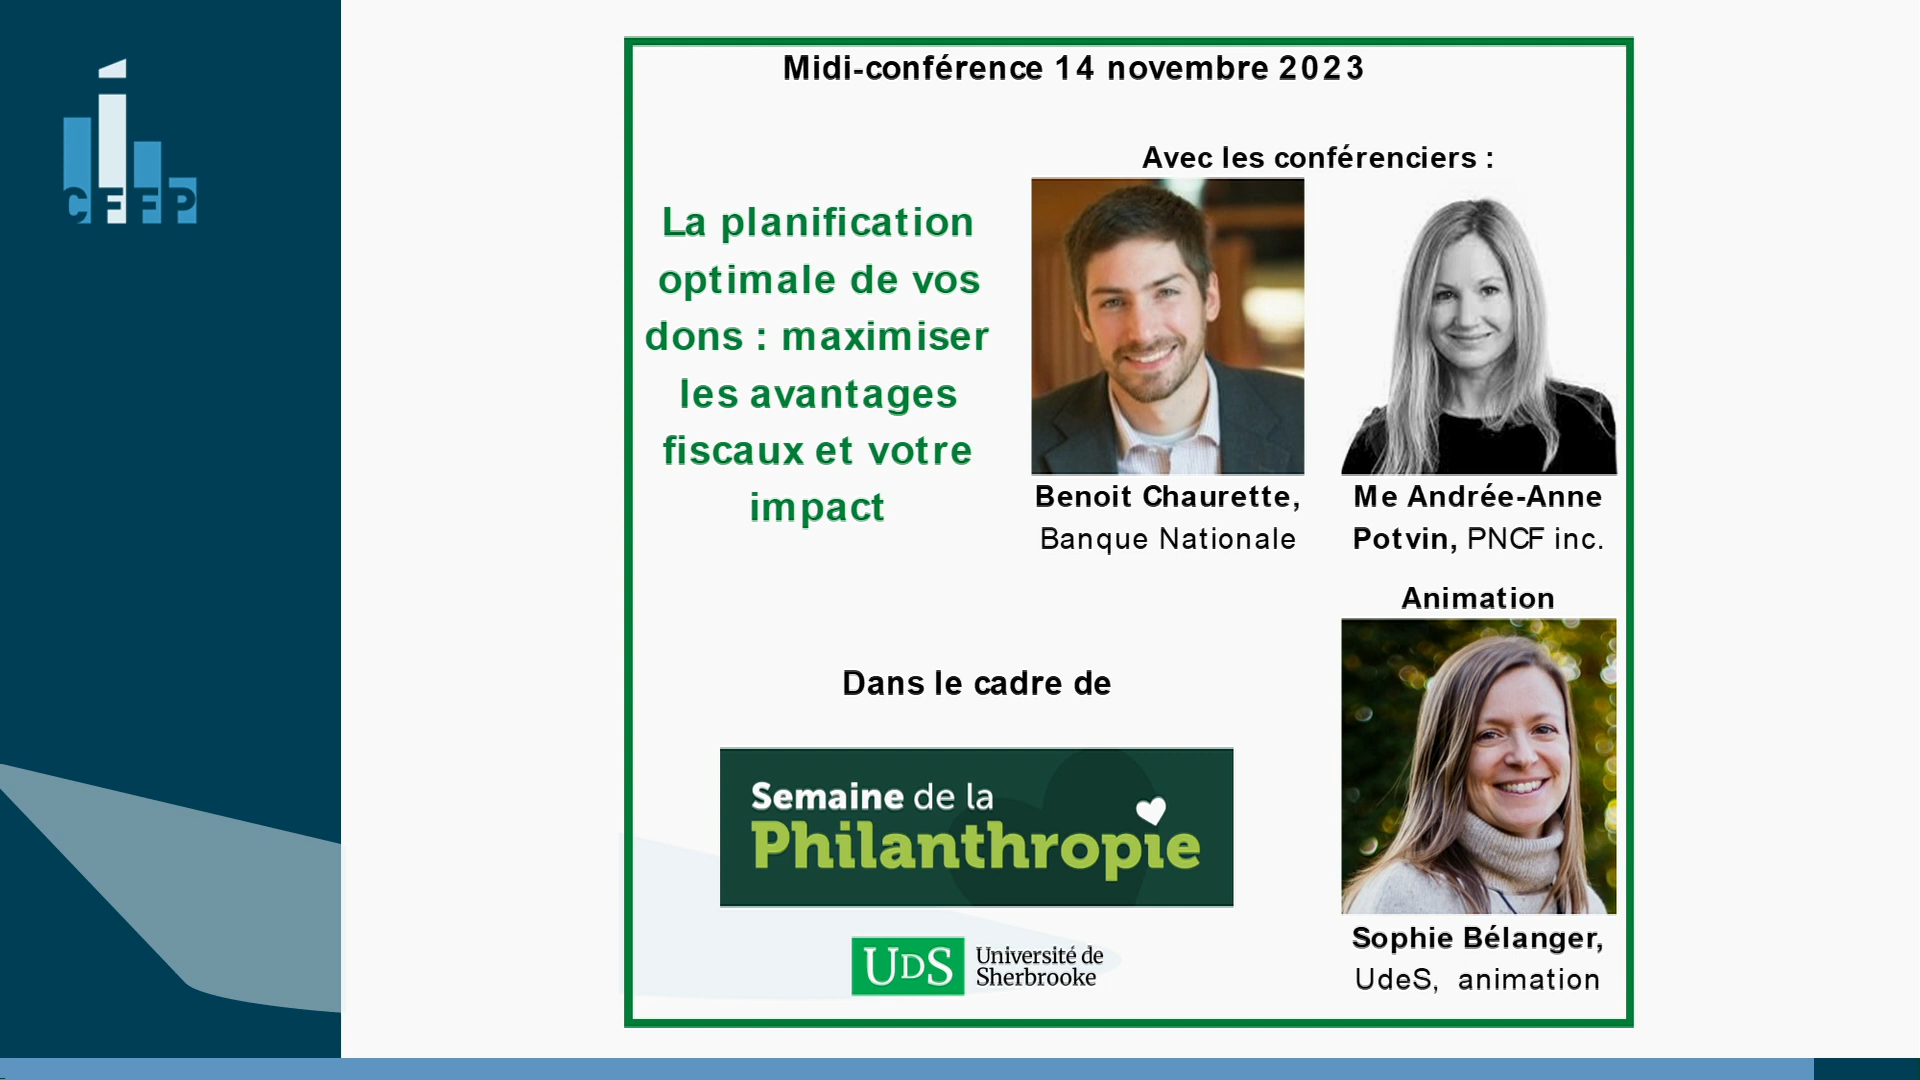 CFFP
Midi-conférence 14 novembre 2023
Avec les conférenciers :
La planification
optimale de vos
dons : maximiser
les avantages
fiscaux et votre
impact
Benoit Chaurette,
Banque Nationale
Me Andrée-Anne
Potvin, PNCF inc.
Animation
Dans le cadre de
Semaine de la
Philanthropie
UDS
Université de
Sherbrooke
Sophie Bélanger,
UdeS, animation